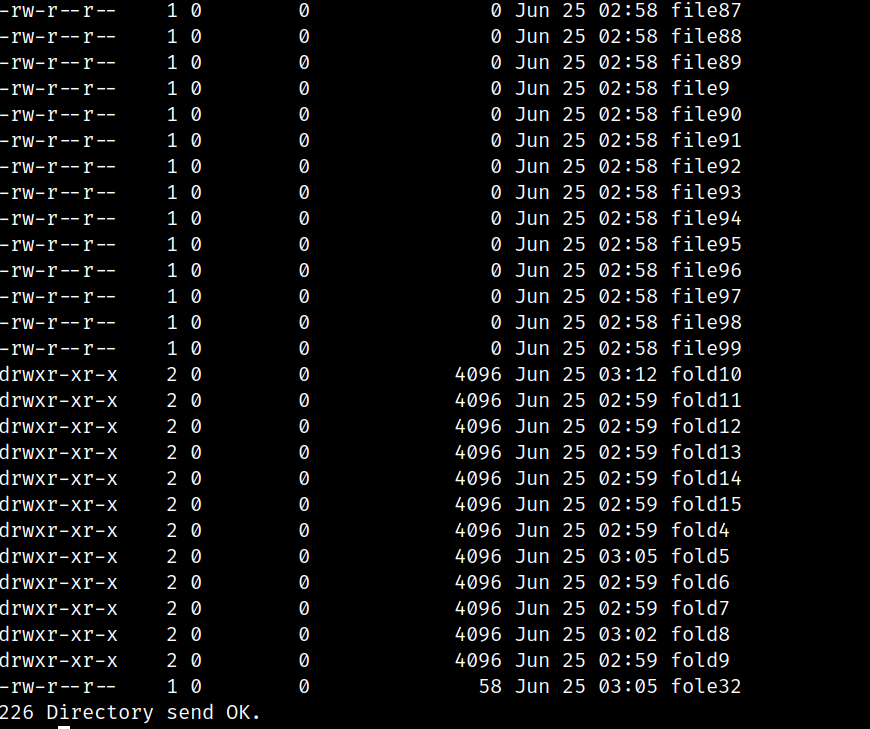 -rw-r--r--    1 0        0               0 Jun 25 02:58 file87
-rw-r--r--    1 0        0               0 Jun 25 02:58 file88
-rw-r--r--    1 0        0               0 Jun 25 02:58 file89
-rw-r--r--    1 0        0               0 Jun 25 02:58 file9
-rw-r--r--    1 0        0               0 Jun 25 02:58 file90
-rw-r--r--    1 0        0               0 Jun 25 02:58 file91
-rw-r--r--    1 0        0               0 Jun 25 02:58 file92
-rw-r--r--    1 0        0               0 Jun 25 02:58 file93
-rw-r--r--    1 0        0               0 Jun 25 02:58 file94
-rw-r--r--    1 0        0               0 Jun 25 02:58 file95
-rw-r--r--    1 0        0               0 Jun 25 02:58 file96
-rw-r--r--    1 0        0               0 Jun 25 02:58 file97
-rw-r--r--    1 0        0               0 Jun 25 02:58 file98
-rw-r--r--    1 0        0               0 Jun 25 02:58 file99
drwxr-xr-x    2 0        0            4096 Jun 25 03:12 fold10
drwxr-xr-x    2 0        0            4096 Jun 25 02:59 fold11
drwxr-xr-x    2 0        0            4096 Jun 25 02:59 fold12
drwxr-xr-x    2 0        0            4096 Jun 25 02:59 fold13
drwxr-xr-x    2 0        0            4096 Jun 25 02:59 fold14
drwxr-xr-x    2 0        0            4096 Jun 25 02:59 fold15
drwxr-xr-x    2 0        0            4096 Jun 25 02:59 fold4
drwxr-xr-x    2 0        0            4096 Jun 25 03:05 fold5
drwxr-xr-x    2 0        0            4096 Jun 25 02:59 fold6
drwxr-xr-x    2 0        0            4096 Jun 25 02:59 fold7
drwxr-xr-x    2 0        0            4096 Jun 25 03:02 fold8
drwxr-xr-x    2 0        0            4096 Jun 25 02:59 fold9
-rw-r--r--    1 0        0              58 Jun 25 03:05 fole32
226 Directory send OK.